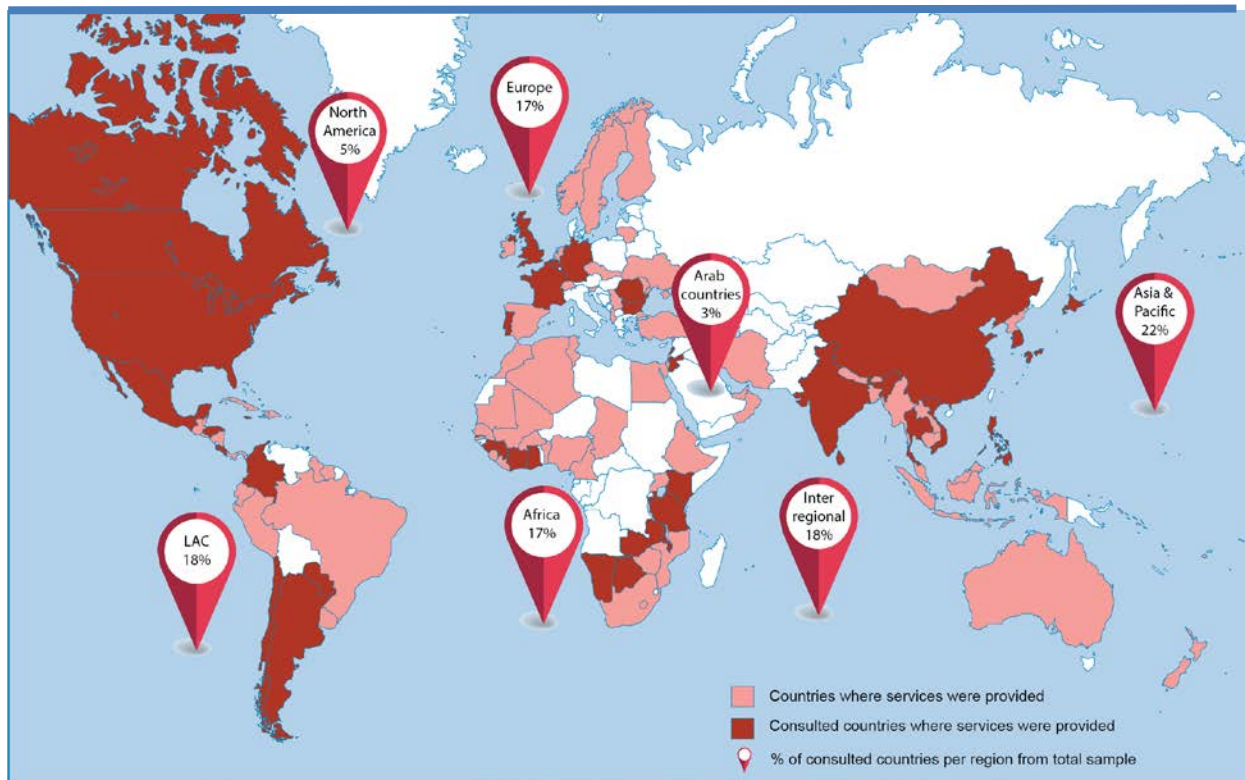 North
America
5%
Europe
17%
Arab
countries
3%
Asia &
Pacific
22%
LAC
18%
Africa
17%
Inter
regional
18%
Countries where services were provided
Consulted countries where services were provided
% of consulted countries per region from total sample